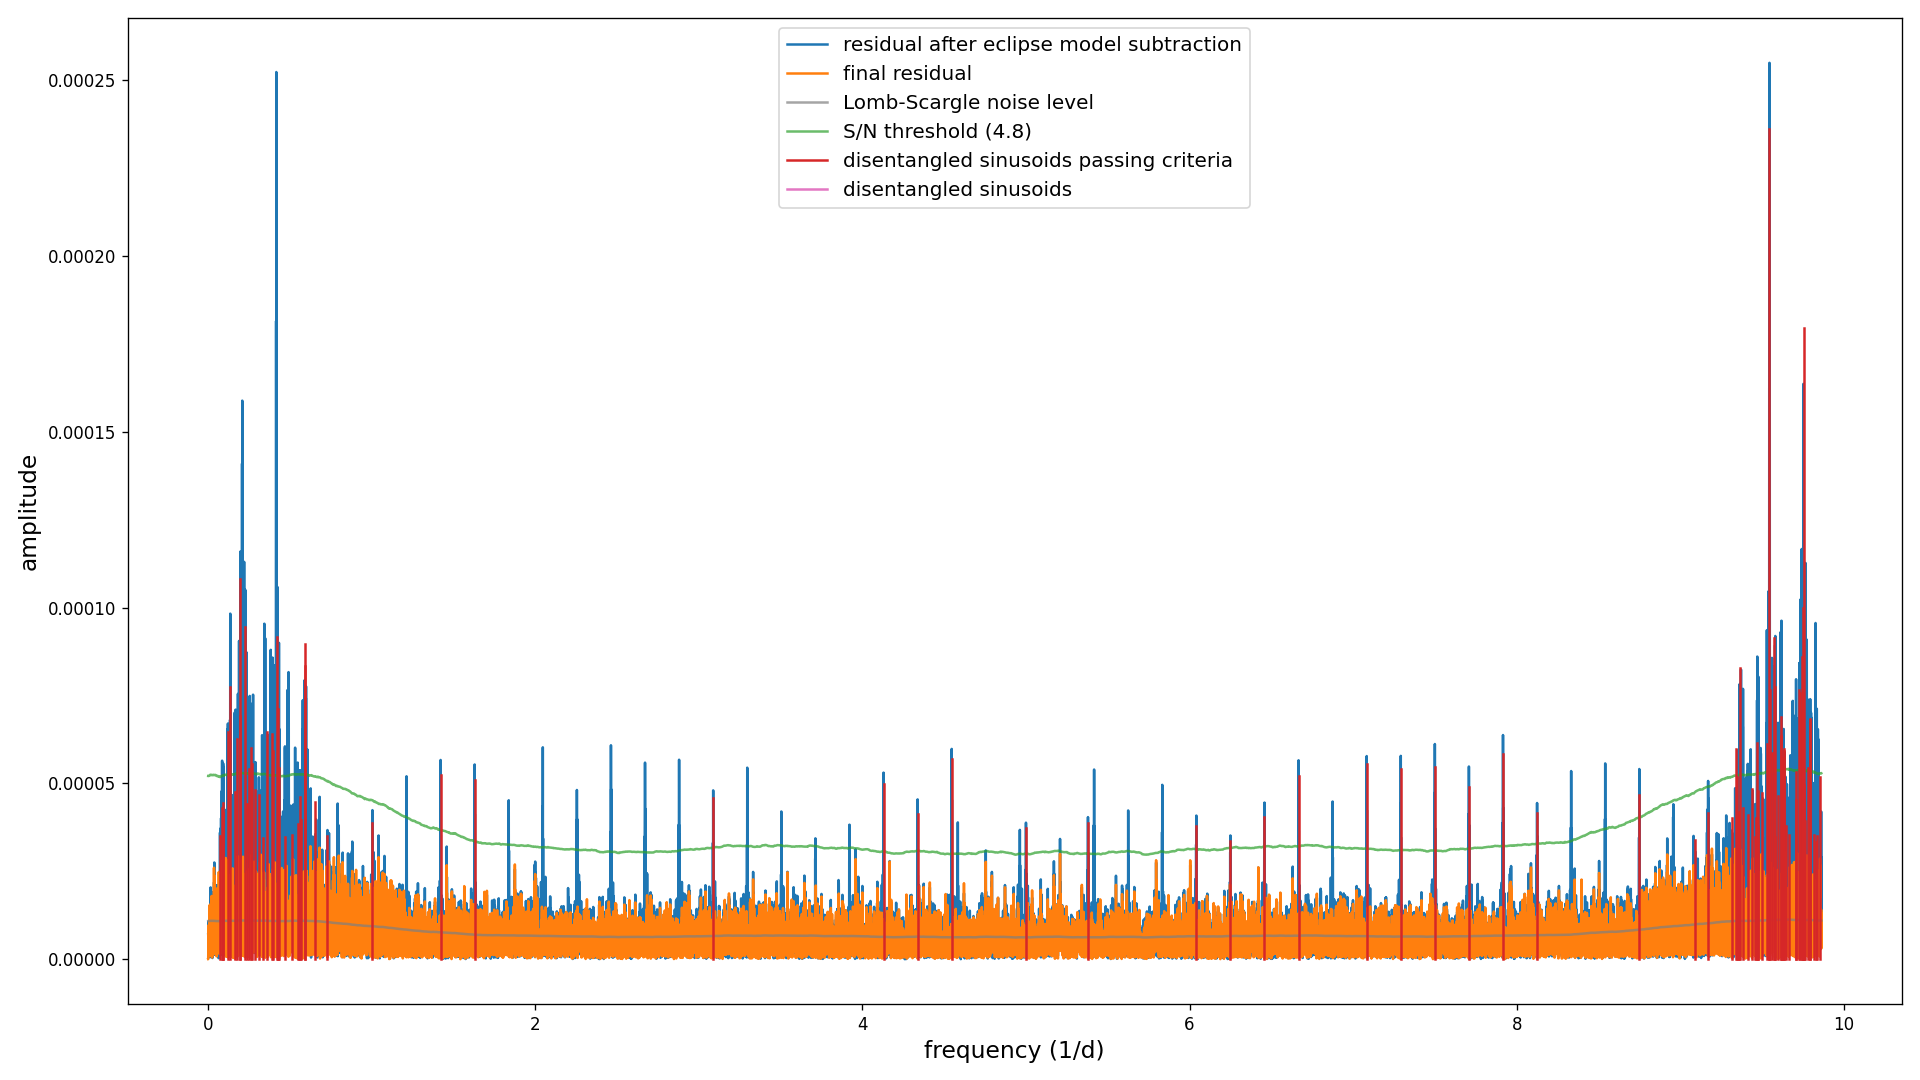 residual after eclipse model subtraction
final residual
Lomb-Scargle noise level
S/N threshold (4.8)
disentangled sinusoids passing criteria
disentangled sinusoids
0.00025
0.00020
0.00015
0.00010
0.00005
0.00000
amplitude
0 2 4 6 8 10
frequency (1/d)